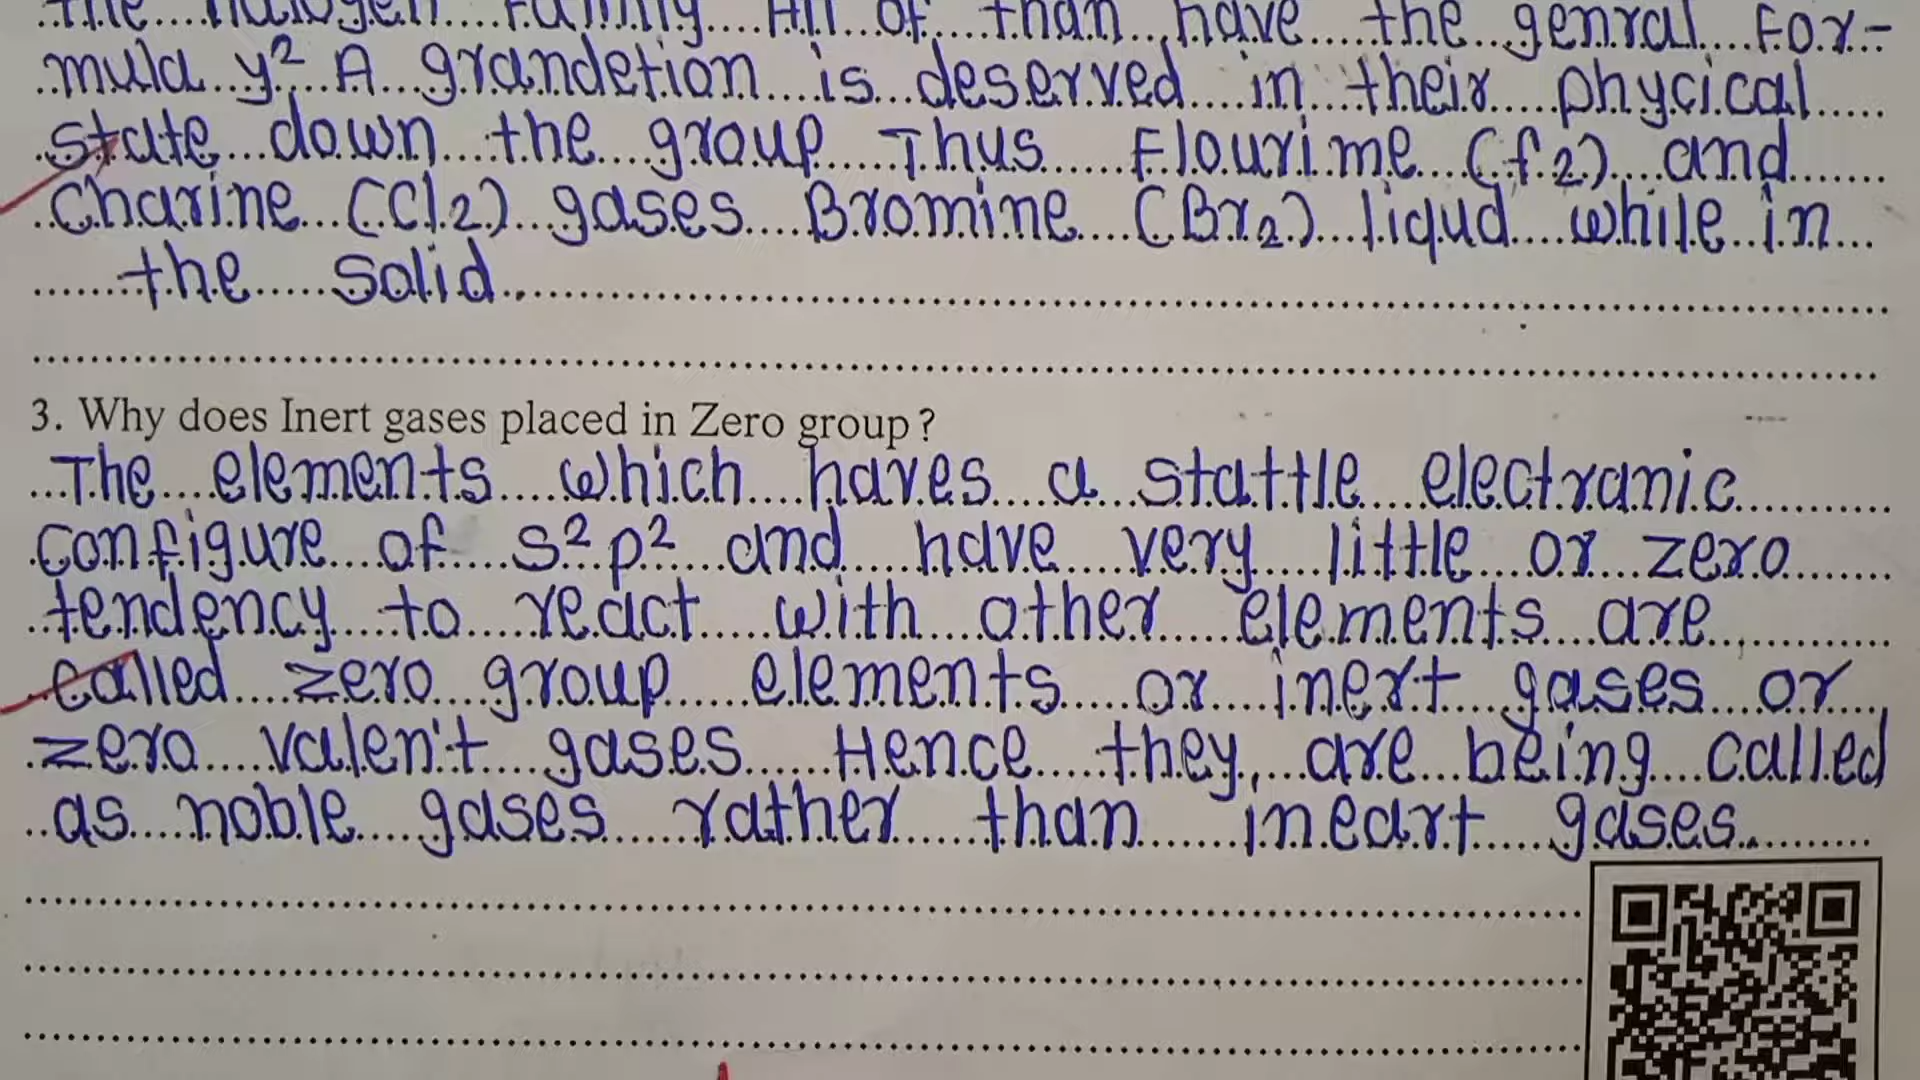 the halogen family All of than have the genral For-
mula y² A grandetion is deserved in their phycical
state down the group Thus Flourime (f2) and
Charine (Cl2) gases Bromine (Br2) liqud while in
the solid.
3. Why does Inert gases placed in Zero group?
The elements which haves a stattle electranic
configure of s²p² and have very little or zero
tendency to react with other elements are
called zero group elements or inert gases or
zero valen't gases Hence they, are being called
as noble gases rather than ineart gases.